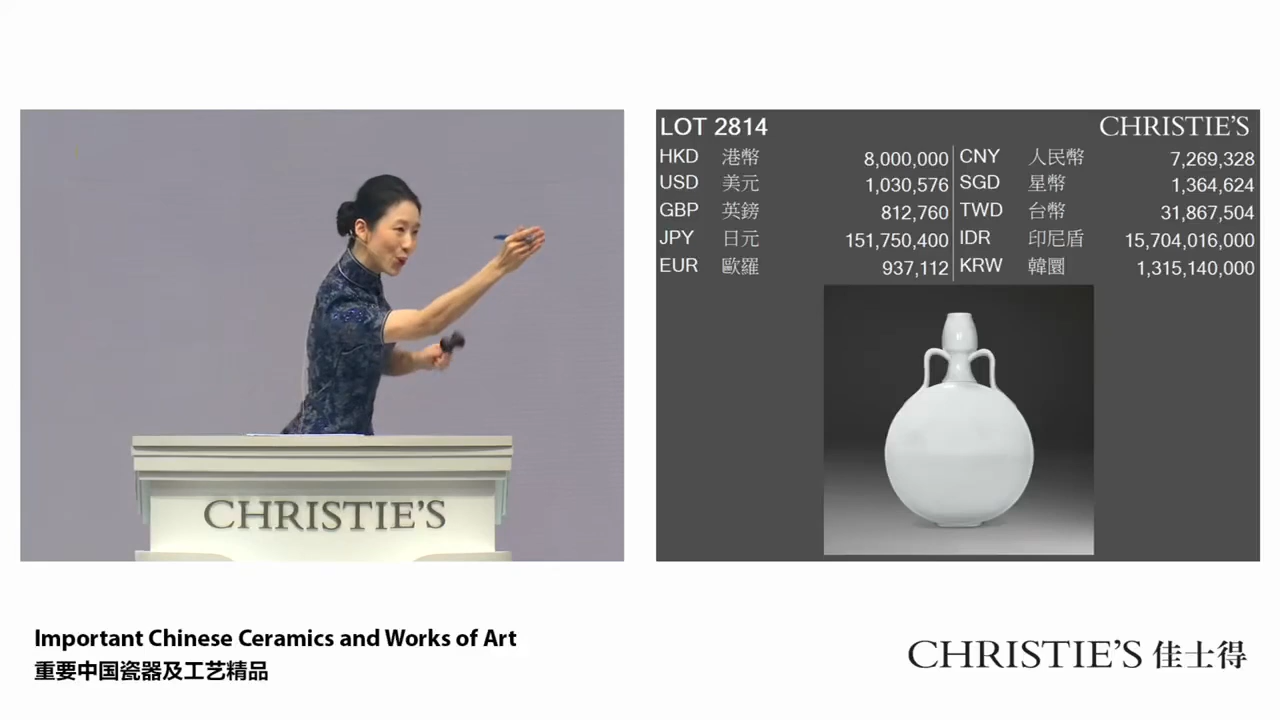 CHRISTIE'S
LOT 2814 CHRISTIE'S
HKD 港幣 8,000,000 CNY 人民幣 7,269,328
USD 美元 1,030,576 SGD 星幣 1,364,624
GBP 英鎊 812,760 TWD 台幣 31,867,504
JPY 日元 151,750,400 IDR 印尼盾 15,704,016,000
EUR 歐羅 937,112 KRW 韓圜 1,315,140,000
Important Chinese Ceramics and Works of Art
重要中国瓷器及工艺精品
CHRISTIE'S 佳士得